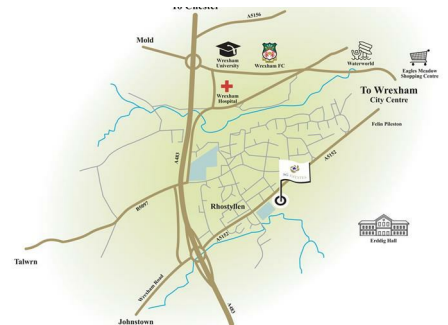 To Chester
A5156
Mold
Wrexham
University
Wrexham FC
Waterworld
Eagles Meadow
Shopping Centre
Wrexham
Hospital
To Wrexham
City Centre
Felin Puleston
A483
A5152
Rhostyllen
B5097
Erddig Hall
A5152
Talwrn
Wrexham Road
A483
Johnstown